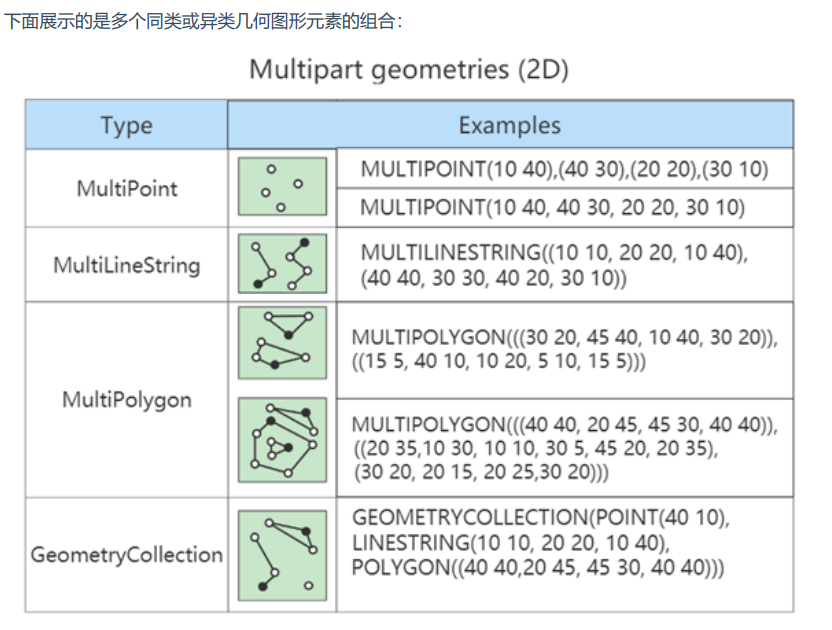 下面展示的是多个同类或异类几何图形元素的组合：
Multipart geometries (2D)
Type
Examples
MultiPoint
MULTIPOINT(10 40),(40 30),(20 20),(30 10)
MULTIPOINT(10 40, 40 30, 20 20, 30 10)
MultiLineString
MULTILINESTRING((10 10, 20 20, 10 40),
(40 40, 30 30, 40 20, 30 10))
MultiPolygon
MULTIPOLYGON(((30 20, 45 40, 10 40, 30 20)),
((15 5, 40 10, 10 20, 5 10, 15 5)))
MULTIPOLYGON(((40 40, 20 45, 45 30, 40 40)),
((20 35,10 30, 10 10, 30 5, 45 20, 20 35),
(30 20, 20 15, 20 25,30 20)))
GeometryCollection
GEOMETRYCOLLECTION(POINT(40 10),
LINESTRING(10 10, 20 20, 10 40),
POLYGON((40 40,20 45, 45 30, 40 40)))